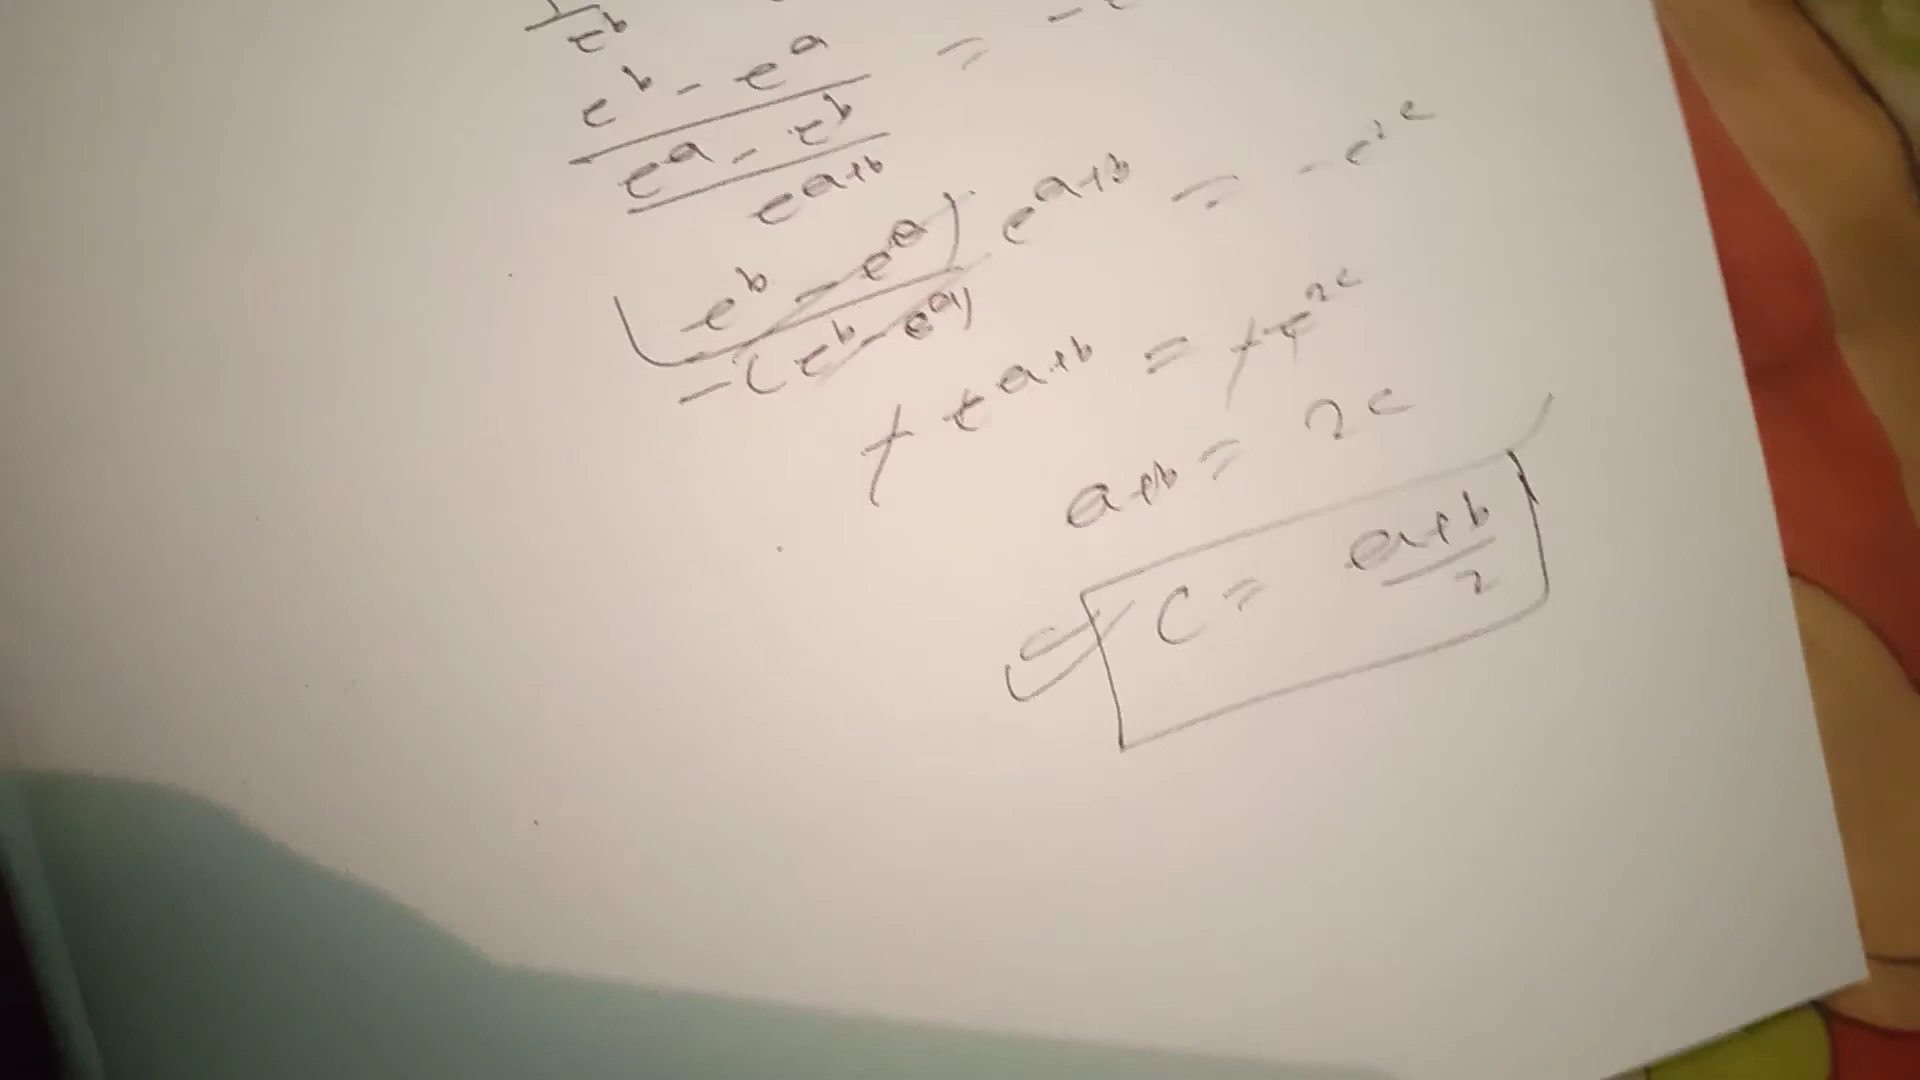 e^b - e^a / (e^a - e^b / e^{a+b}) = -
(e^b - e^a) / -(e^b - e^a) e^{a+b} = -e^{2c}
+ e^{a+b} = + e^{2c}
a+b = 2c
c = a+b / 2